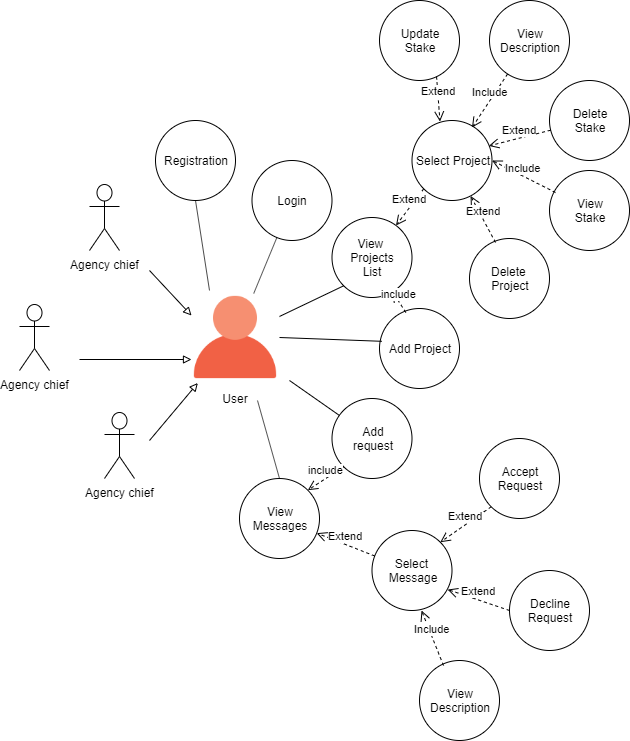 Update
Stake
View
Description
Extend
Include
Delete
Stake
Extend
Registration
Select Project
Include
Login
Extend
View
Stake
Extend
Agency chief
View
Projects
List
Delete
Project
include
Add Project
Agency chief
User
Add
request
Agency chief
include
Accept
Request
View
Messages
Extend
Extend
Select
Message
Extend
Decline
Request
Include
View
Description